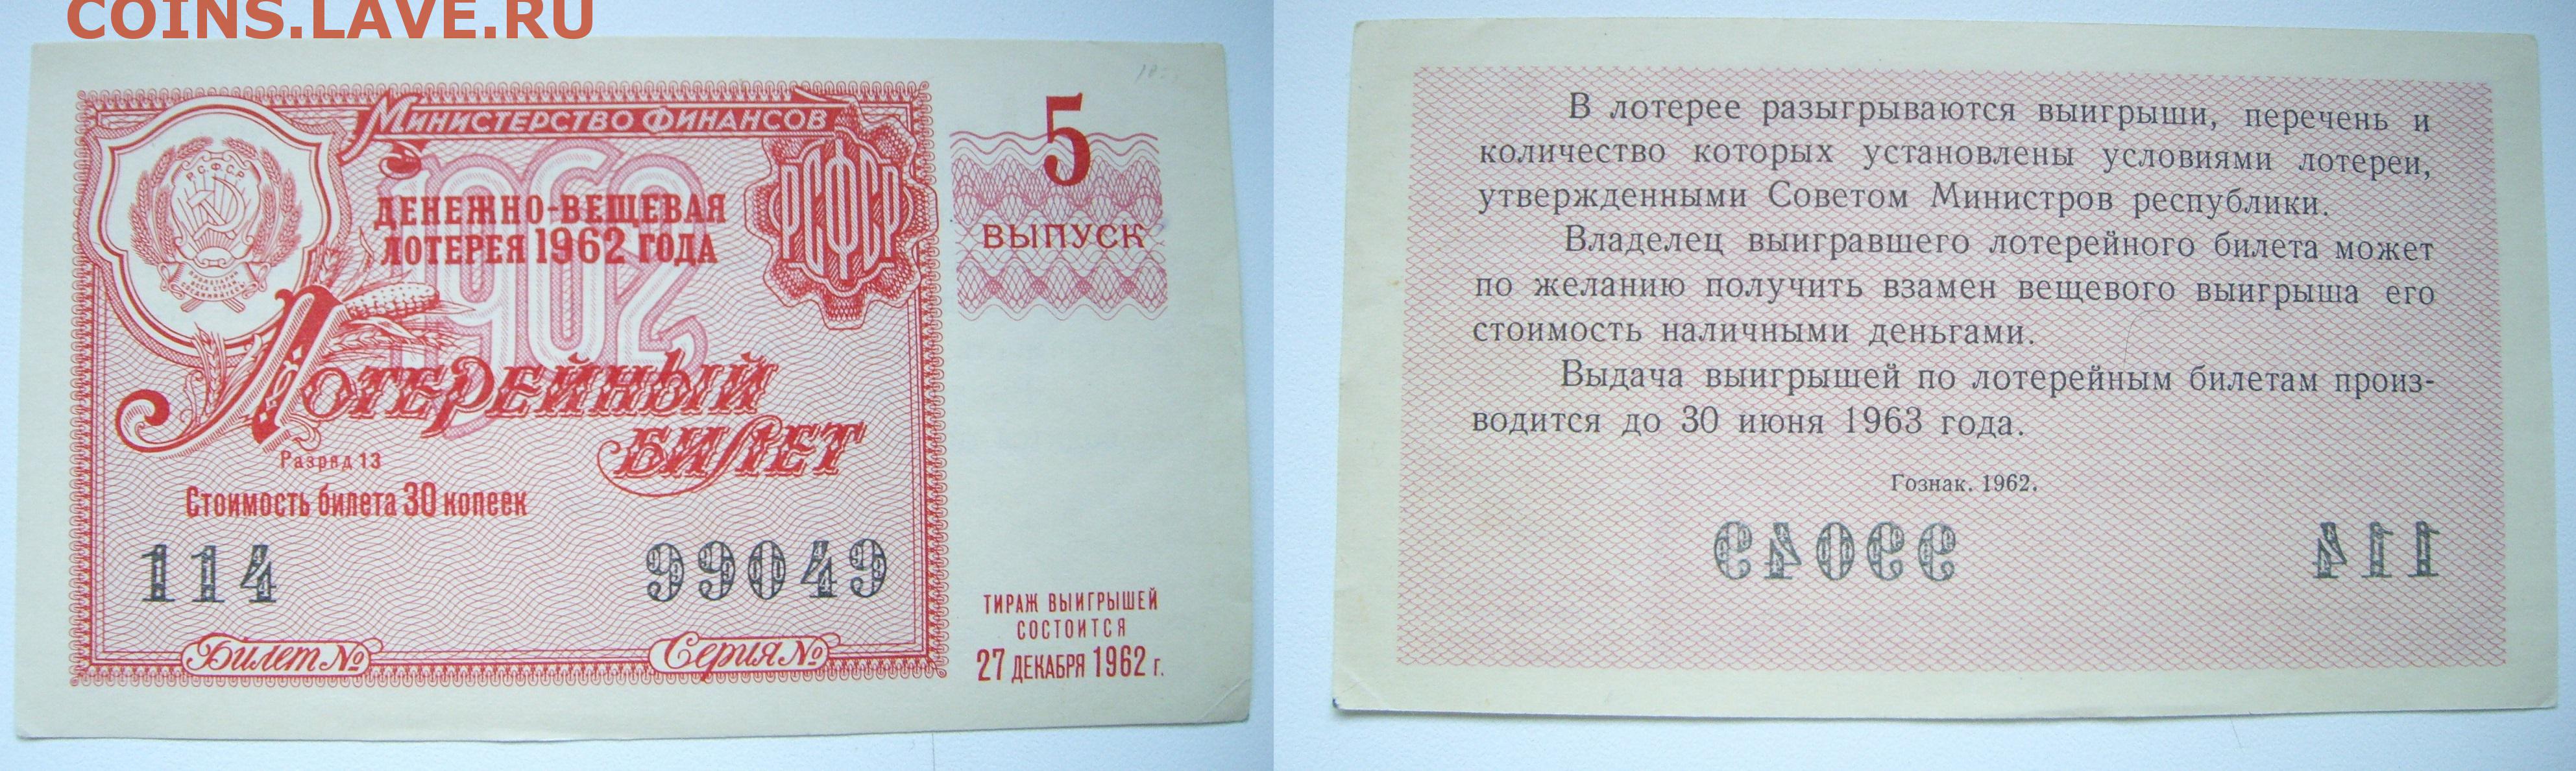 COINS.LAVE.RU
МИНИСТЕРСТВО ФИНАНСОВ
РСФСР
РСФСР
1962
ДЕНЕЖНО-ВЕЩЕВАЯ
ЛОТЕРЕЯ 1962 ГОДА
ЛОТЕРЕЙНЫЙ
БИЛЕТ
Разряд 13
Стоимость билета 30 копеек
114 99049
Билет № Серия №
5
ВЫПУСК
ТИРАЖ ВЫИГРЫШЕЙ
СОСТОИТСЯ
27 ДЕКАБРЯ 1962 г.
В лотерее разыгрываются выигрыши, перечень и
количество которых установлены условиями лотереи,
утвержденными Советом Министров республики.
Владелец выигравшего лотерейного билета может
по желанию получить взамен вещевого выигрыша его
стоимость наличными деньгами.
Выдача выигрышей по лотерейным билетам произ-
водится до 30 июня 1963 года.
Гознак. 1962.
99049 114